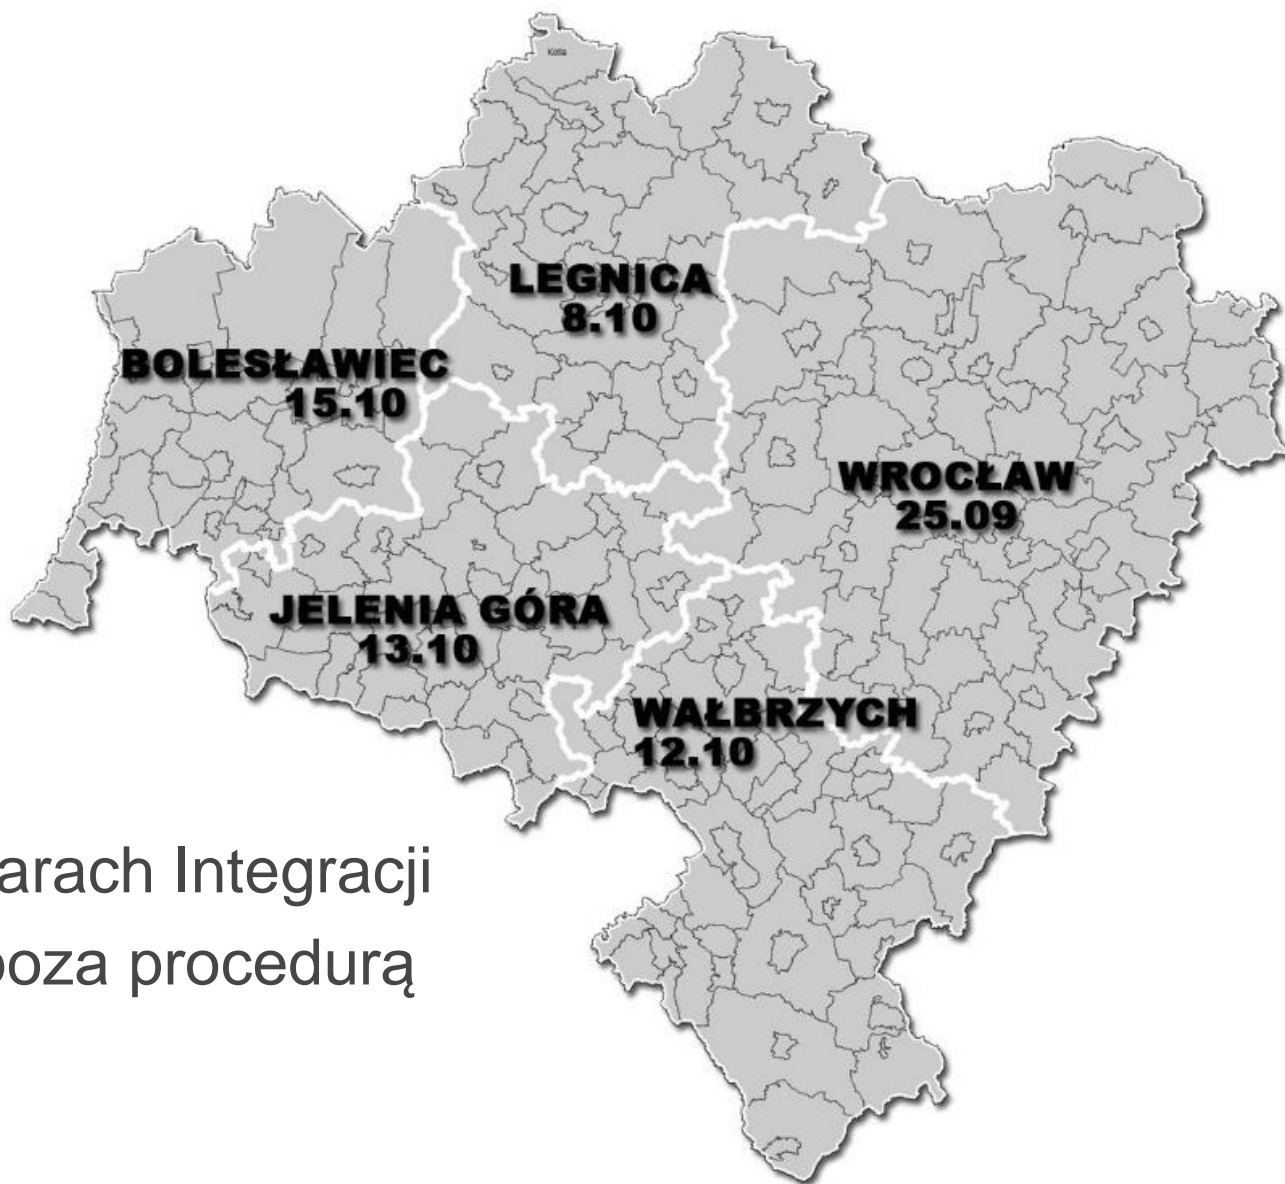 LEGNICA
8.10
BOLESŁAWIEC
15.10
WROCŁAW
25.09
JELENIA GÓRA
13.10
WAŁBRZYCH
12.10
arach Integracji
poza procedurą